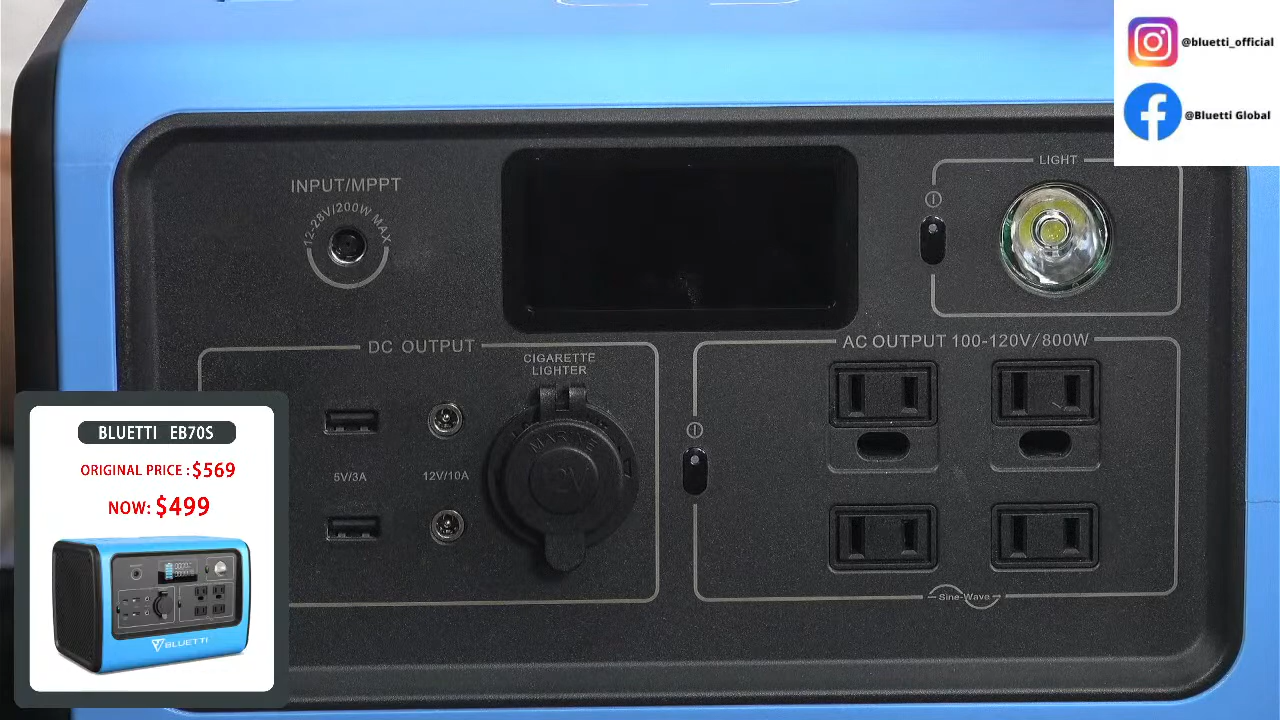 @bluetti_official
@Bluetti Global
LIGHT
INPUT/MPPT
12-28V/200W MAX
DC OUTPUT
CIGARETTE
LIGHTER
MARINE
12V
5V/3A
12V/10A
AC OUTPUT 100-120V/800W
Sine-Wave
BLUETTI EB70S
ORIGINAL PRICE : $569
NOW: $499
BLUETTI